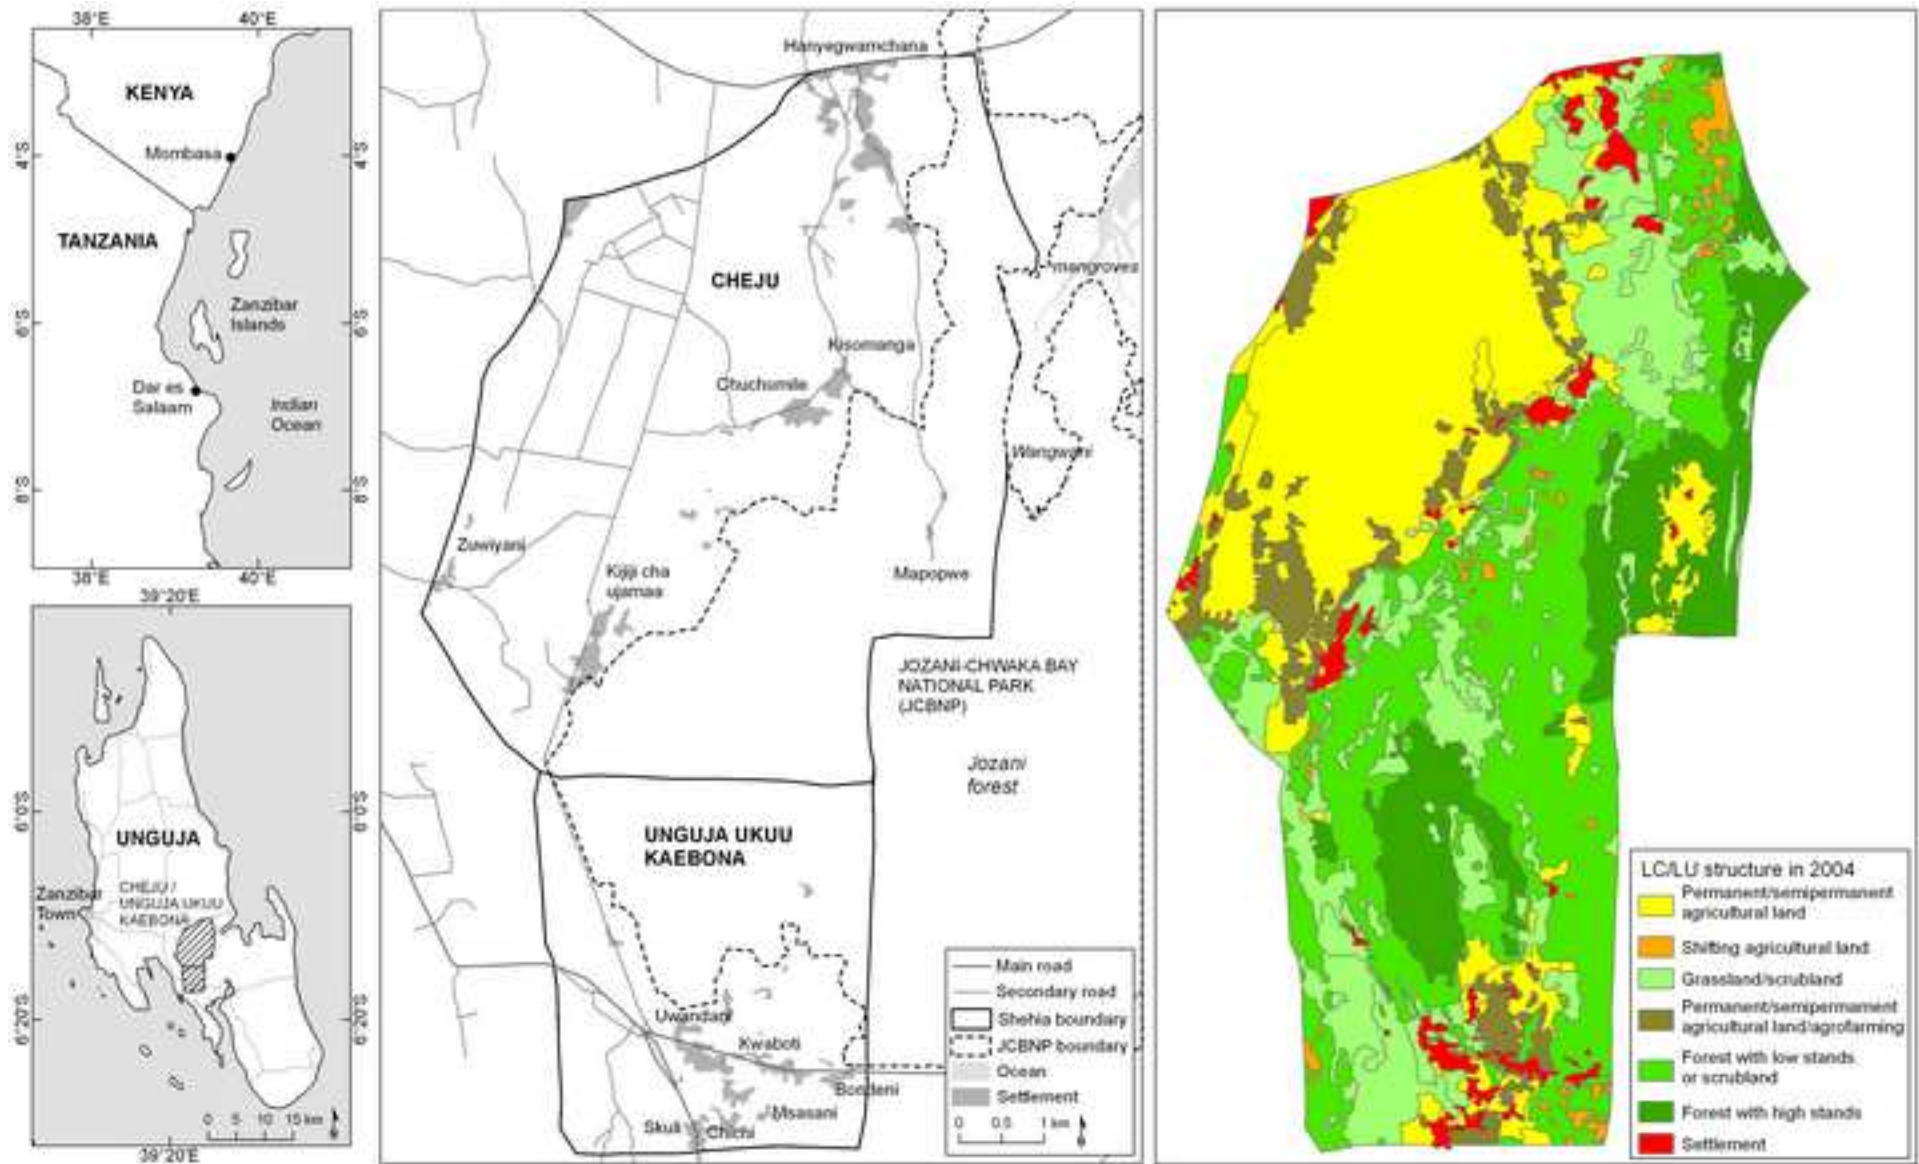 38°E
40°E
KENYA
Mombasa
4°S
4°S
TANZANIA
Zanzibar
Islands
6°S
6°S
Dar es
Salaam
Indian
Ocean
8°S
8°S
38°E
40°E
39°20'E
UNGUJA
6°0'S
6°0'S
Zanzibar
Town
CHEJU /
UNGUJA UKUU
KAEBONA
6°20'S
6°20'S
0 5 10 15 km
39°20'E
Hanyegwamchana
CHEJU
mangroves
Kisomanga
Chuchumile
Wangwani
Zuwiyani
Kijiji cha
ujamaa
Mapopwe
JOZANI-CHWAKA BAY
NATIONAL PARK
(JCBNP)
Jozani
forest
UNGUJA UKUU
KAEBONA
Uwandani
Kwaboti
Bondeni
Msasani
Skuli
Chichi
Main road
Secondary road
Shehia boundary
JCBNP boundary
Ocean
Settlement
0 0.5 1 km
LC/LU structure in 2004
Permanent/semipermanent
agricultural land
Shifting agricultural land
Grassland/scrubland
Permanent/semipermament
agricultural land/agrofarming
Forest with low stands
or scrubland
Forest with high stands
Settlement